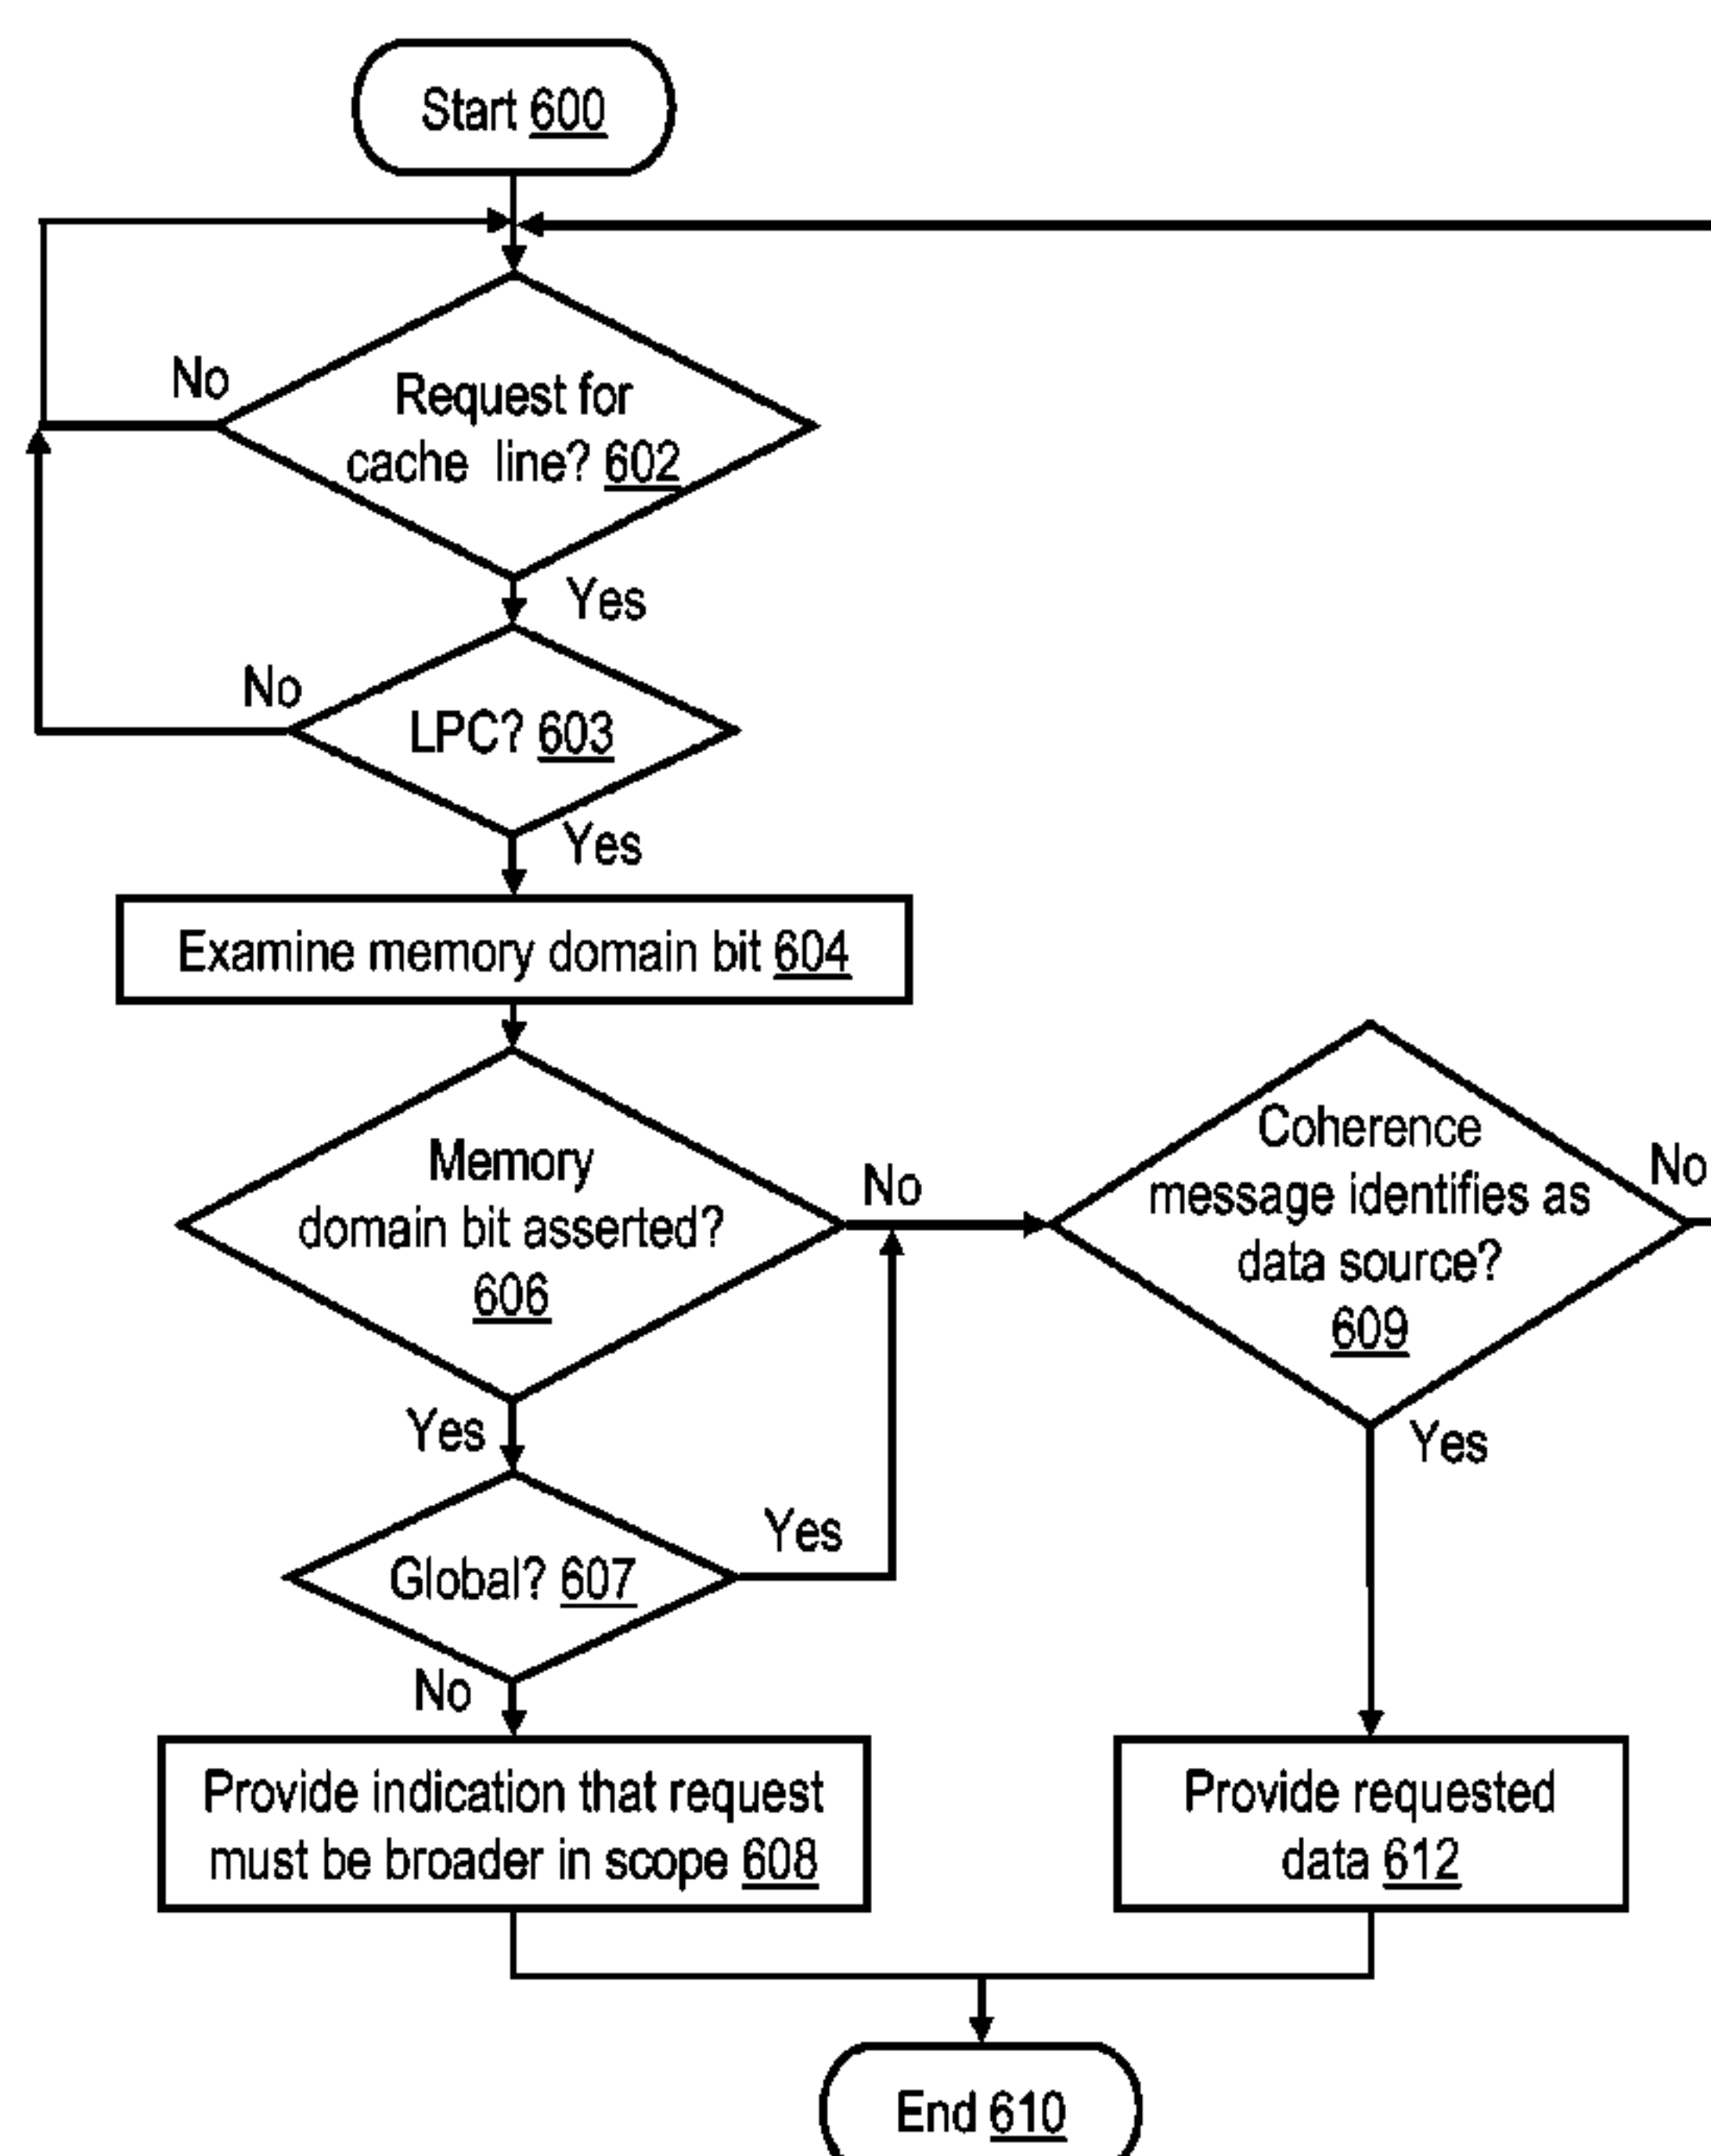 Start 600
No
Request for
cache line? 602
Yes
No
LPC? 603
Yes
Examine memory domain bit 604
Memory
domain bit asserted?
606
No
Coherence
message identifies as
data source?
609
No
Yes
Yes
Global? 607
Yes
No
Provide indication that request
must be broader in scope 608
Provide requested
data 612
End 610